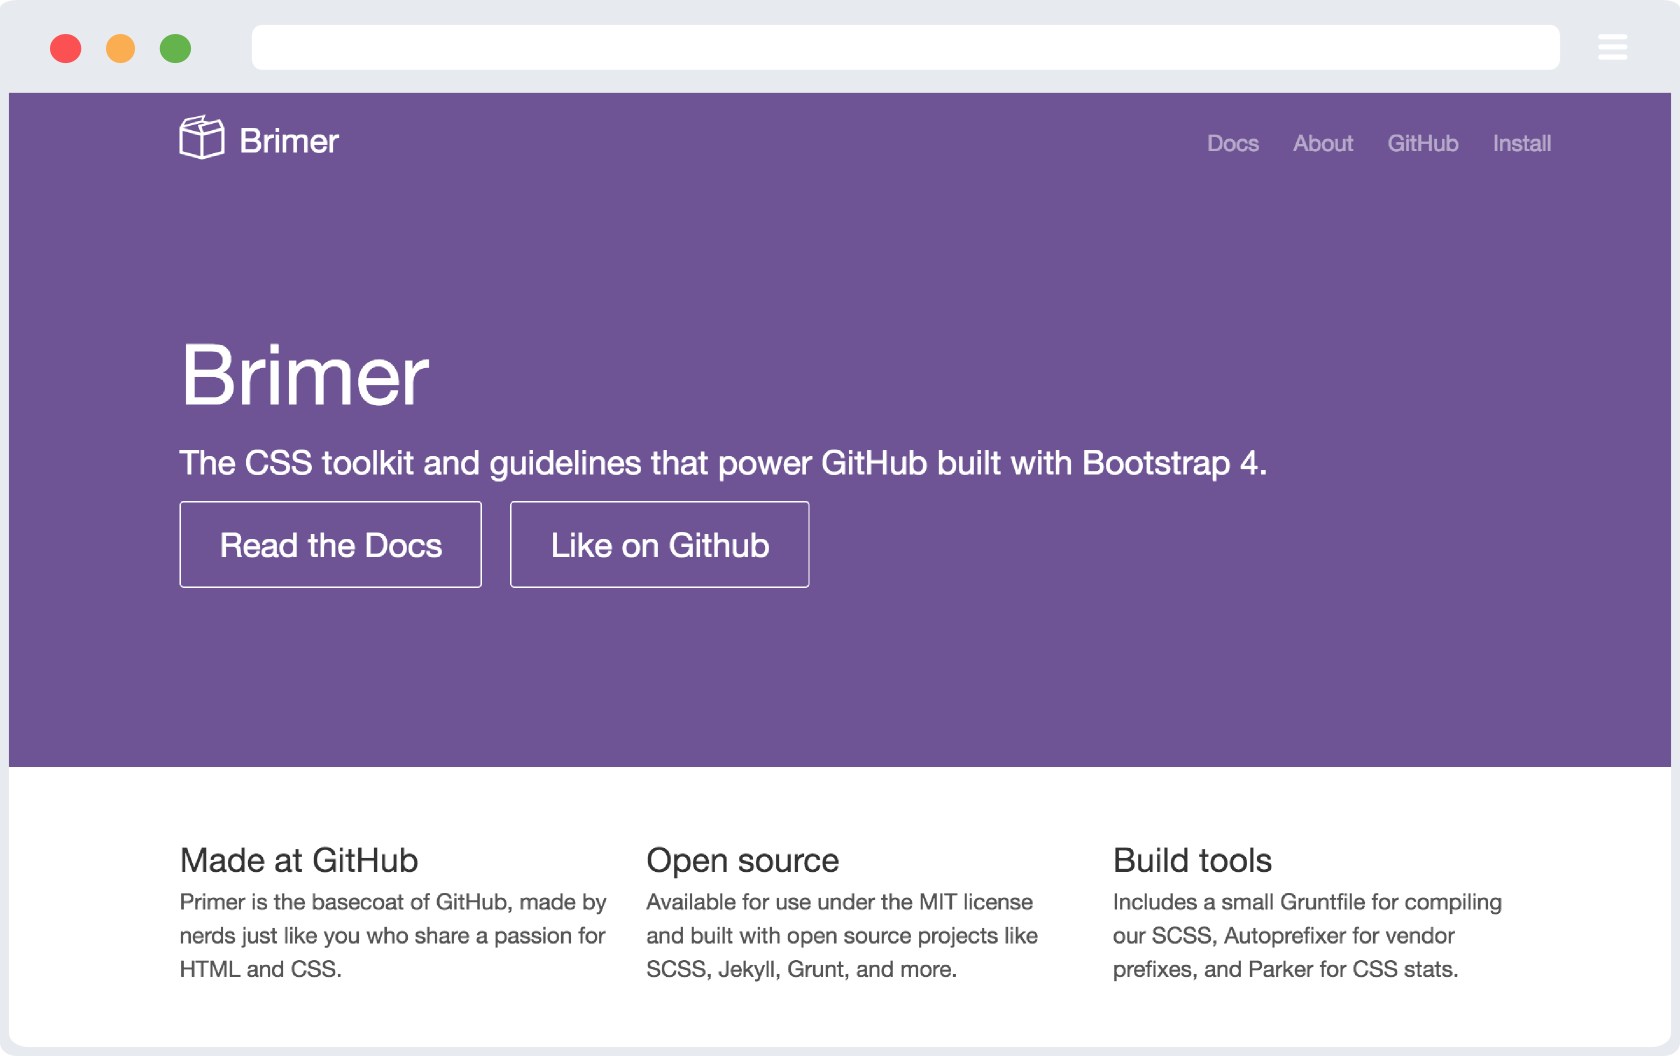 Brimer
Docs About GitHub Install
Brimer
The CSS toolkit and guidelines that power GitHub built with Bootstrap 4.
Read the Docs
Like on Github
Made at GitHub
Primer is the basecoat of GitHub, made by
nerds just like you who share a passion for
HTML and CSS.
Open source
Available for use under the MIT license
and built with open source projects like
SCSS, Jekyll, Grunt, and more.
Build tools
Includes a small Gruntfile for compiling
our SCSS, Autoprefixer for vendor
prefixes, and Parker for CSS stats.